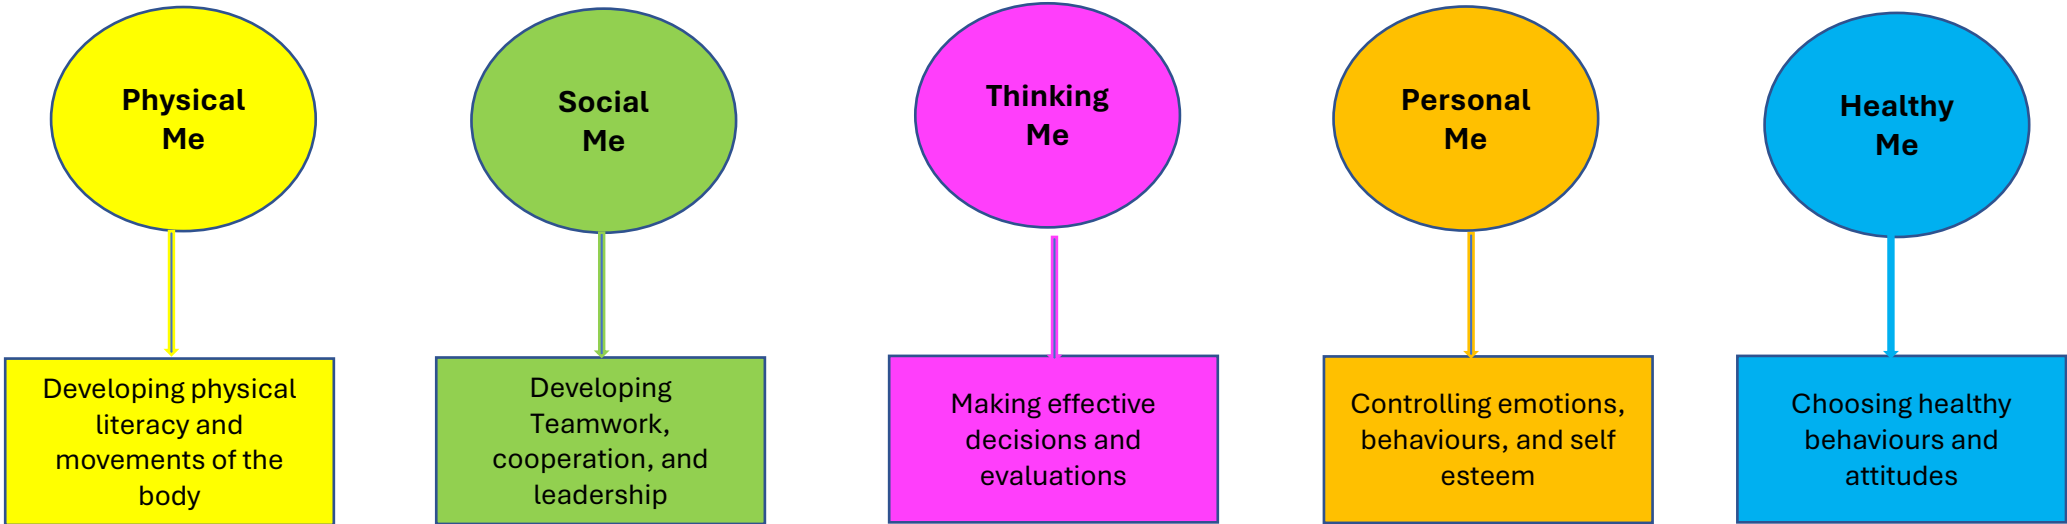 Physical
Me
Social
Me
Thinking
Me
Personal
Me
Healthy
Me
Developing physical
literacy and
movements of the
body
Developing
Teamwork,
cooperation, and
leadership
Making effective
decisions and
evaluations
Controlling emotions,
behaviours, and self
esteem
Choosing healthy
behaviours and
attitudes